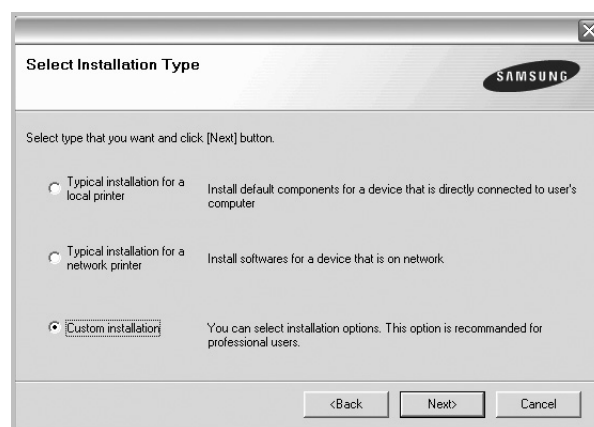 Select Installation Type
SAMSUNG
Select type that you want and click [Next] button.
Typical installation for a
local printer
Install default components for a device that is directly connected to user's
computer
Typical installation for a
network printer
Install softwares for a device that is on network
Custom installation
You can select installation options. This option is recommanded for
professional users.
<Back
Next>
Cancel